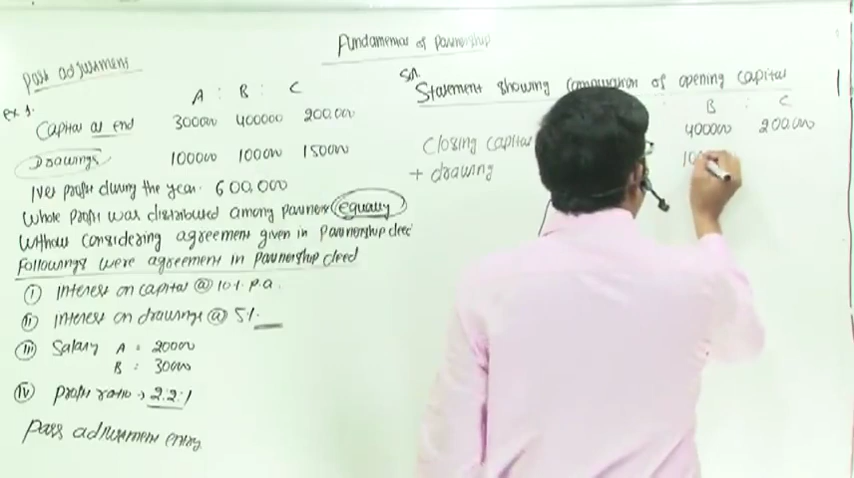 Fundamental of Partnership
Pass adjustment
ex 1.
A : B : C
Capital at end 300000 400000 200,000
Drawings 100000 100000 150000
Net profit during the year. 600,000
Whole profit was distributed among partners equally
Without considering agreement given in Partnership deed
Followings were agreement in Partnership deed
(i) Interest on capital @ 10% p.a.
(ii) Interest on drawings @ 5%.
(iii) Salary A = 20000
B = 30000
(iv) Profit ratio → 2:2:1
Pass adjustment entry.
Sol.
Statement showing Computation of opening capital
: B : C
Closing capital 400000 200,000
+ drawing 10